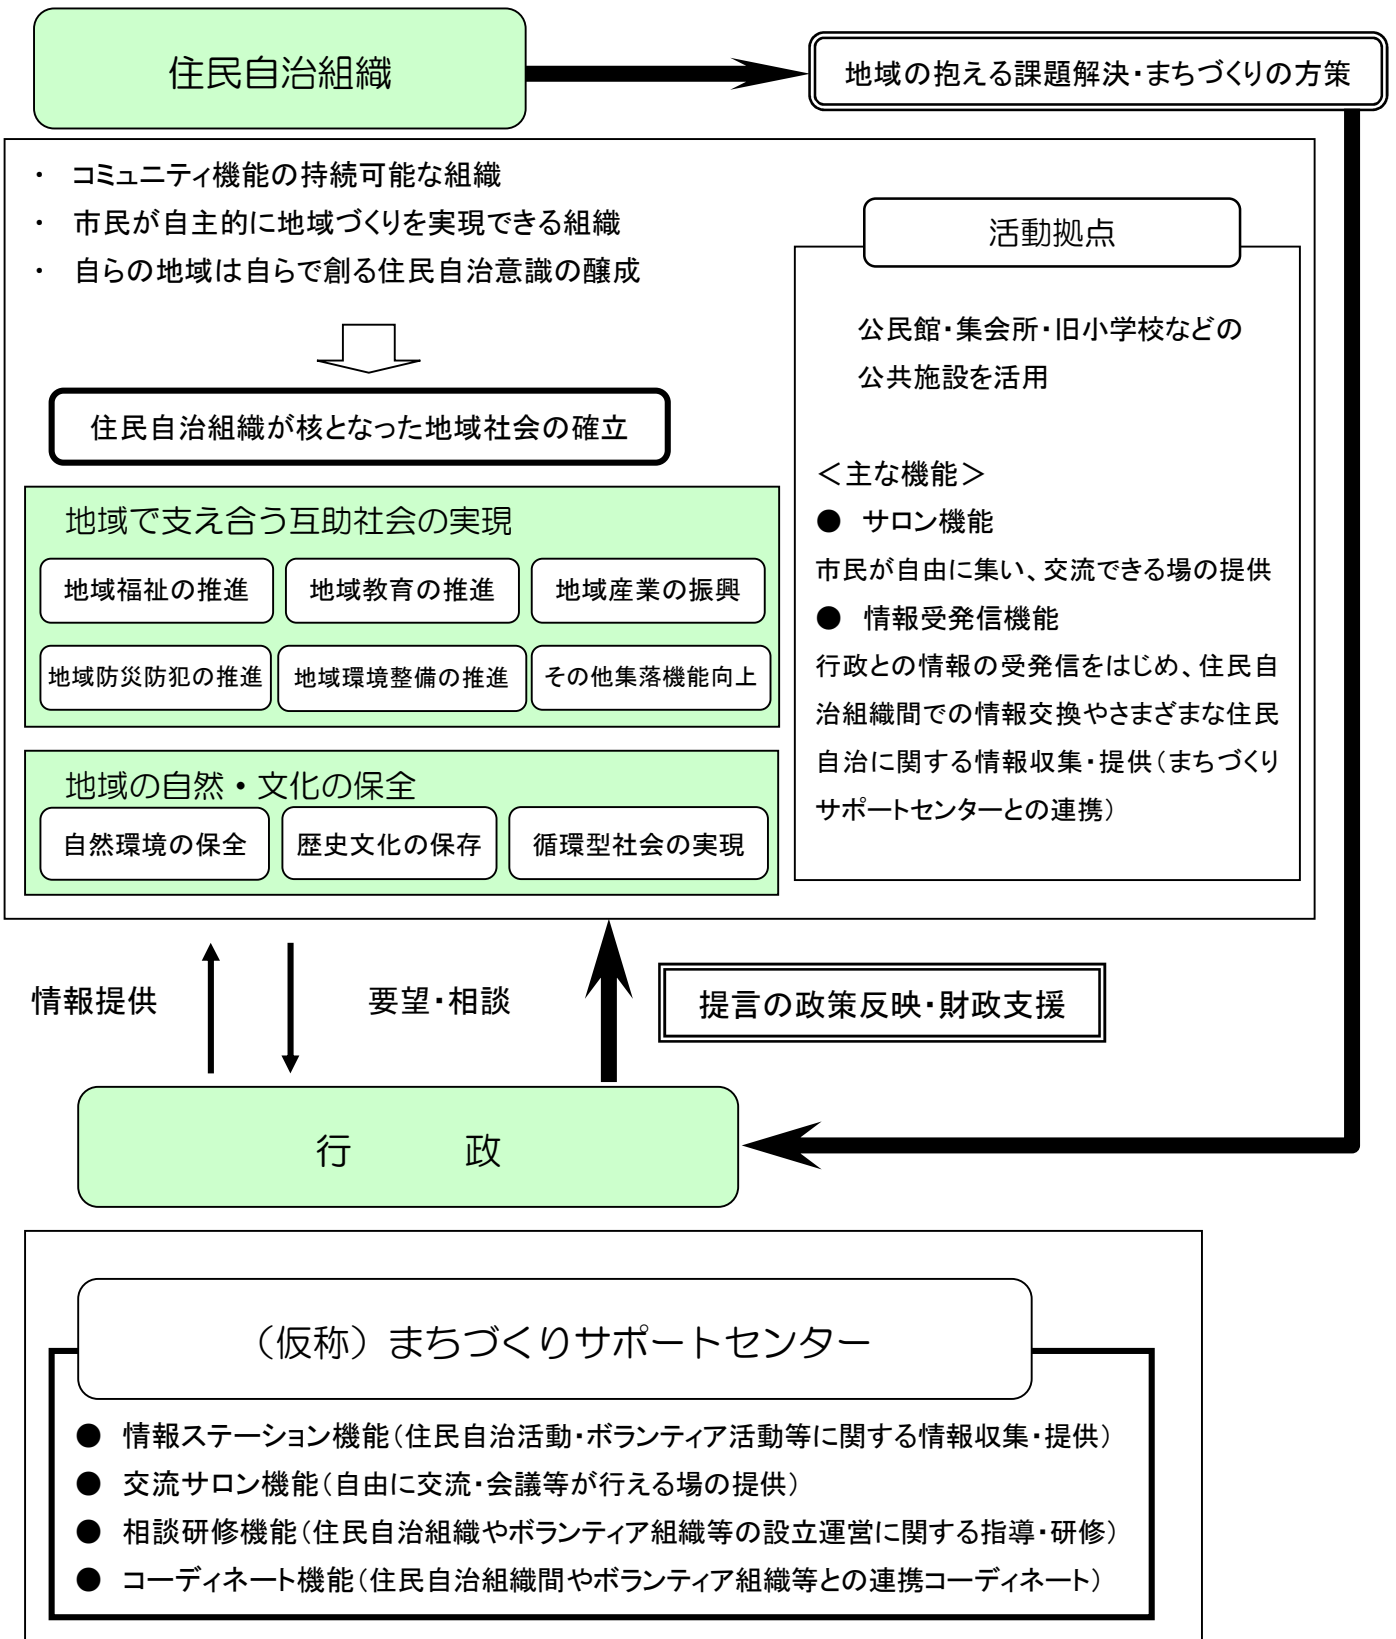 住民自治組織
地域の抱える課題解決・まちづくりの方策
・ コミュニティ機能の持続可能な組織
・ 市民が自主的に地域づくりを実現できる組織
・ 自らの地域は自らで創る住民自治意識の醸成
住民自治組織が核となった地域社会の確立
地域で支え合う互助社会の実現
地域福祉の推進
地域教育の推進
地域産業の振興
地域防災防犯の推進
地域環境整備の推進
その他集落機能向上
地域の自然・文化の保全
自然環境の保全
歴史文化の保存
循環型社会の実現
活動拠点
公民館・集会所・旧小学校などの
公共施設を活用
＜主な機能＞
● サロン機能
市民が自由に集い、交流できる場の提供
● 情報受発信機能
行政との情報の受発信をはじめ、住民自
治組織間での情報交換やさまざまな住民
自治に関する情報収集・提供（まちづくり
サポートセンターとの連携）
情報提供
要望・相談
提言の政策反映・財政支援
行 政
（仮称）まちづくりサポートセンター
● 情報ステーション機能（住民自治活動・ボランティア活動等に関する情報収集・提供）
● 交流サロン機能（自由に交流・会議等が行える場の提供）
● 相談研修機能（住民自治組織やボランティア組織等の設立運営に関する指導・研修）
● コーディネート機能（住民自治組織間やボランティア組織等との連携コーディネート）